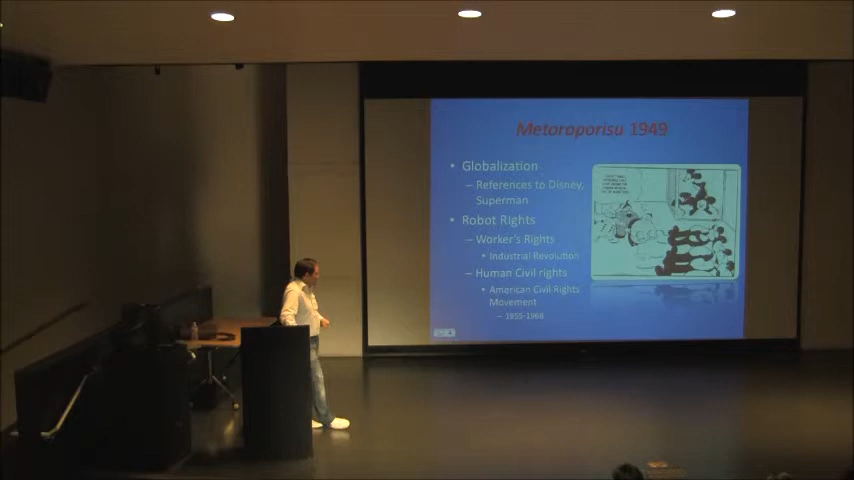 Metoroporisu 1949
• Globalization
– References to Disney,
Superman
• Robot Rights
– Worker's Rights
• Industrial Revolution
– Human Civil rights
• American Civil Rights
Movement
– 1955-1968